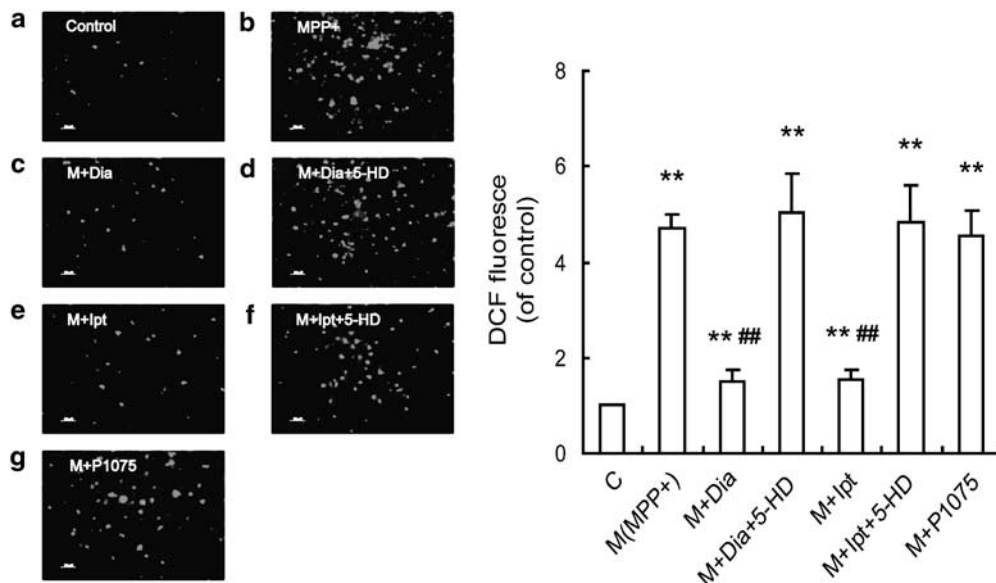 a
Control
b
MPP+
c
M+Dia
d
M+Dia+5-HD
e
M+Ipt
f
M+Ipt+5-HD
g
M+P1075
DCF fluoresce
(of control)
8
6
4
2
0
**
**
**
**
** ##
** ##
C
M(MPP+)
M+Dia
M+Dia+5-HD
M+Ipt
M+Ipt+5-HD
M+P1075